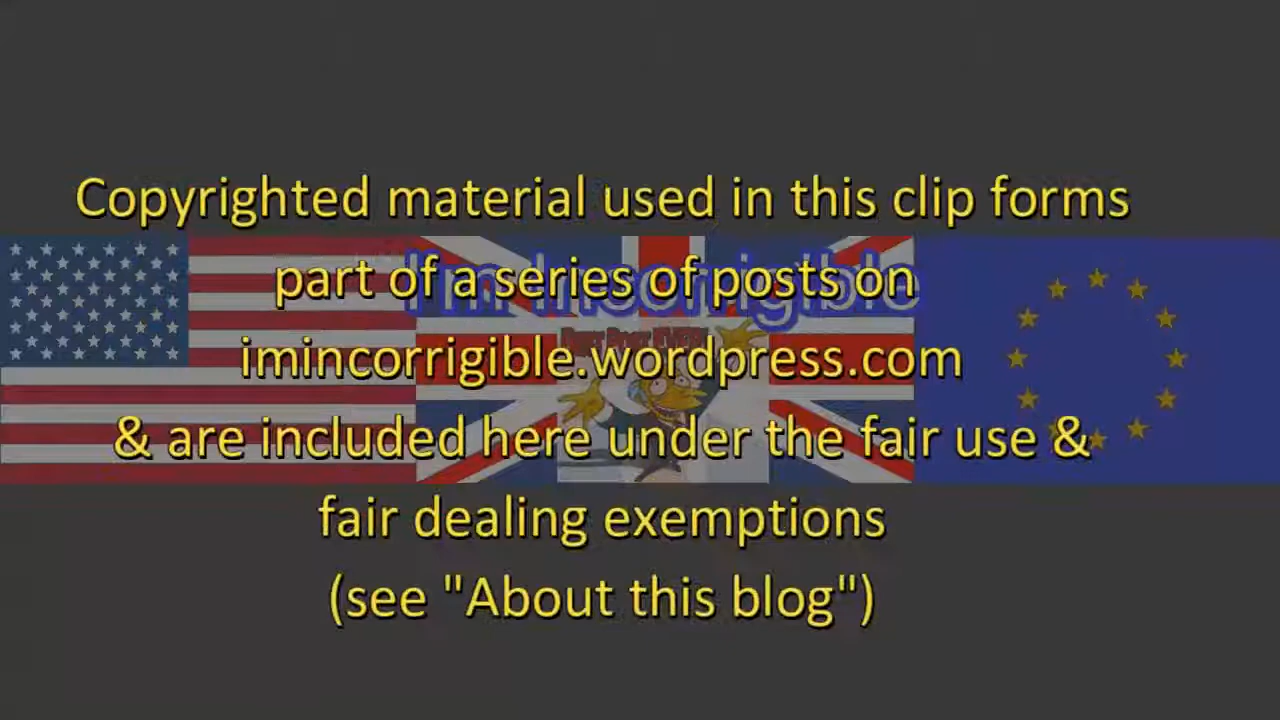 Copyrighted material used in this clip forms
part of a series of posts on
I'm Incorrigible
imincorrigible.wordpress.com
& are included here under the fair use &
fair dealing exemptions
(see "About this blog")